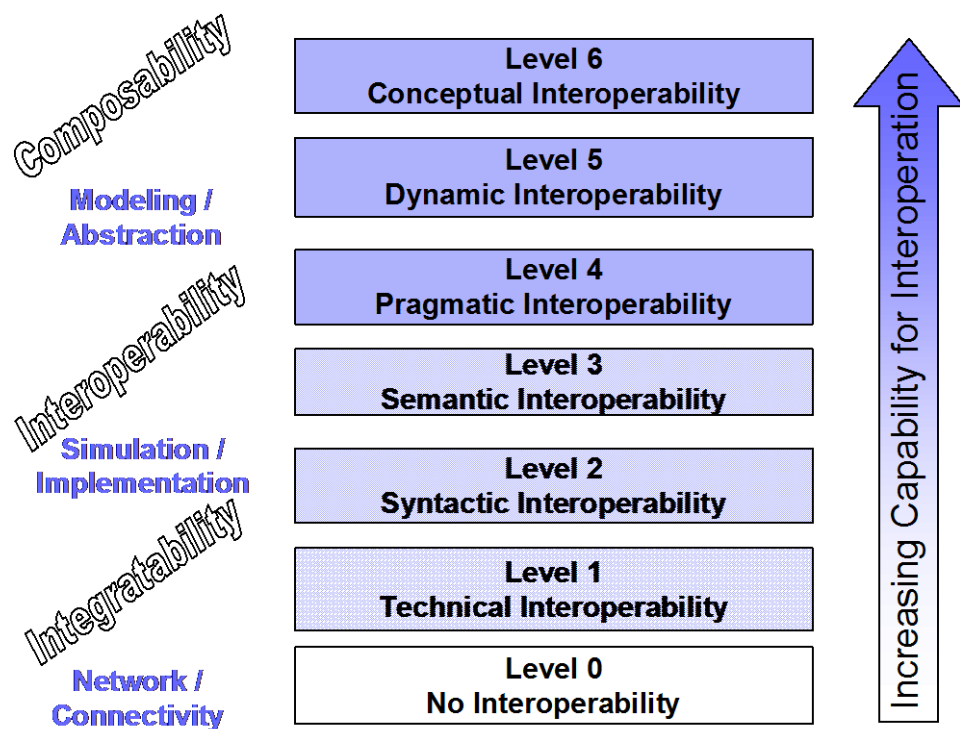 Composability
Level 6
Conceptual Interoperability
Level 5
Dynamic Interoperability
Modeling /
Abstraction
Level 4
Pragmatic Interoperability
Interoperability
Level 3
Semantic Interoperability
Simulation /
Implementation
Level 2
Syntactic Interoperability
Integratability
Level 1
Technical Interoperability
Network /
Connectivity
Level 0
No Interoperability
Increasing Capability for Interoperation